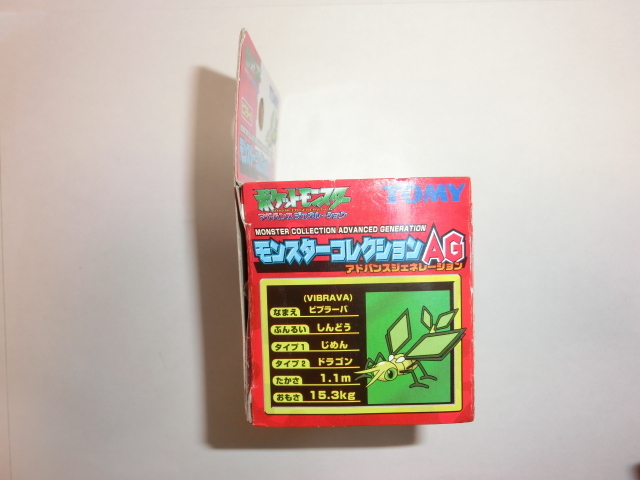 ポケットモンスター
アドバンスジェネレーション
TOMY
MONSTER COLLECTION ADVANCED GENERATION
モンスターコレクションAG
アドバンスジェネレーション
(VIBRAVA)
なまえ ビブラーバ
ぶんるい しんどう
タイプ1 じめん
タイプ2 ドラゴン
たかさ 1.1m
おもさ 15.3kg